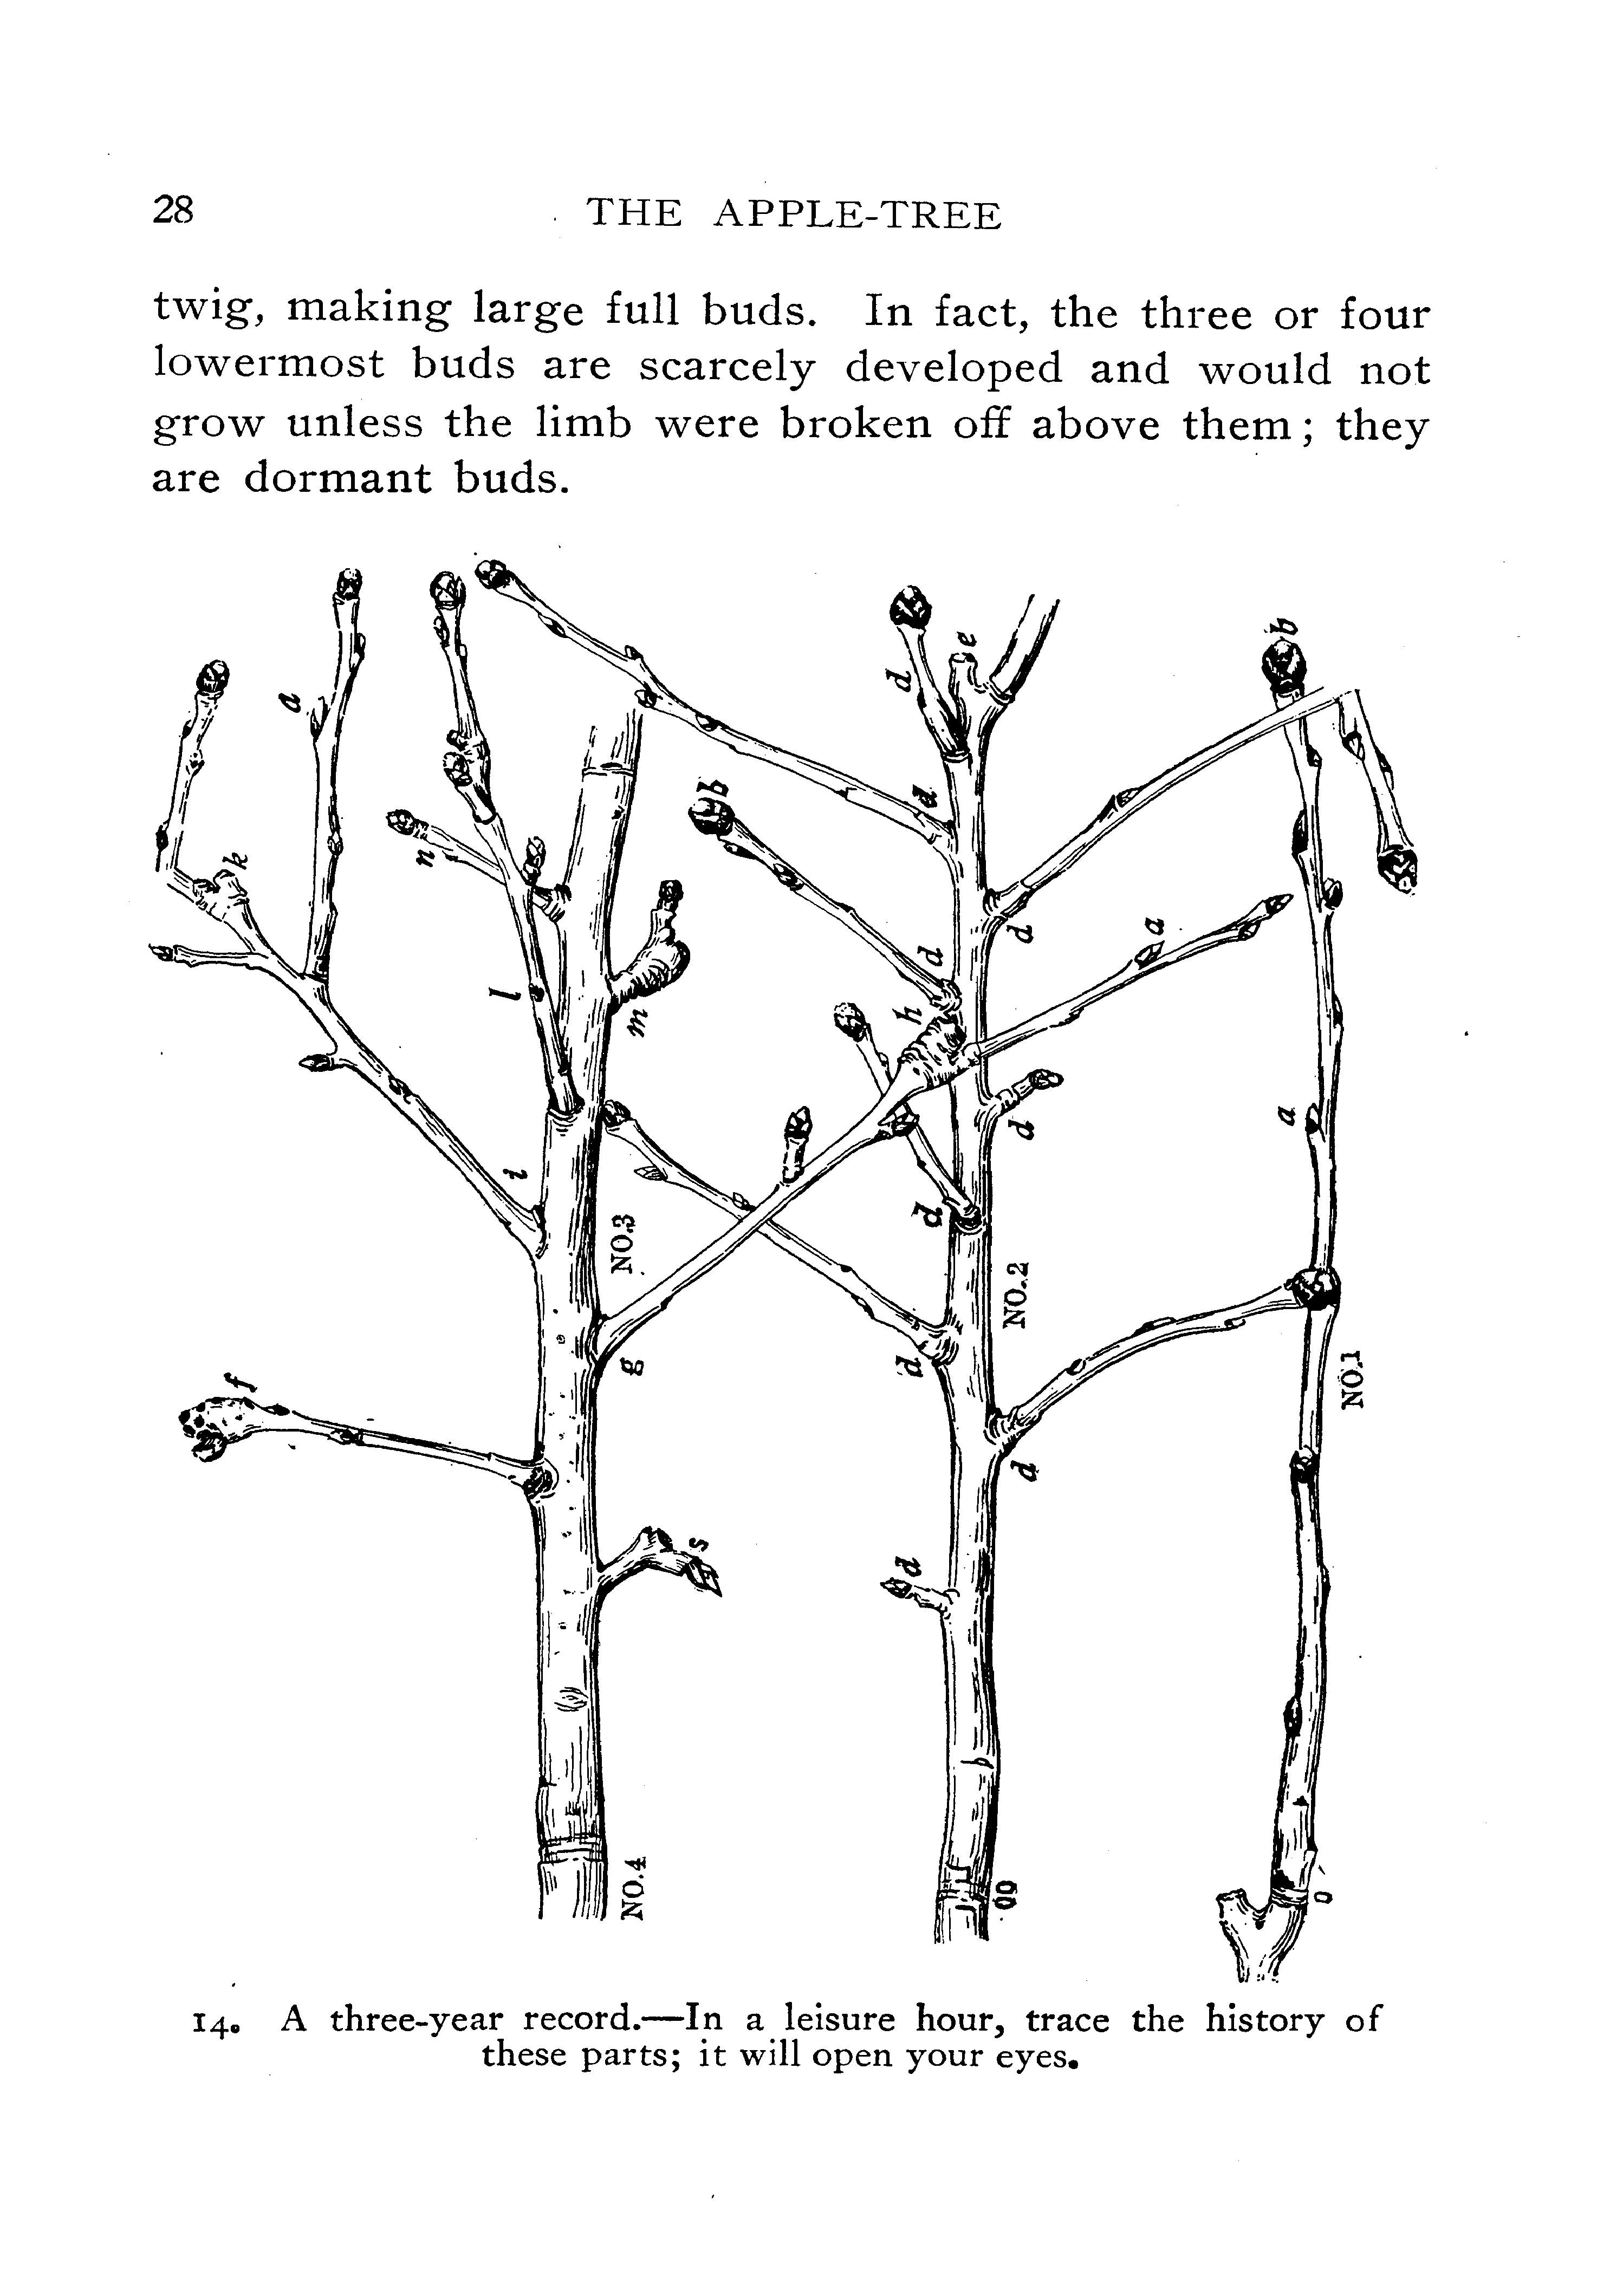 28 THE APPLE-TREE
twig, making large full buds. In fact, the three or four
lowermost buds are scarcely developed and would not
grow unless the limb were broken off above them; they
are dormant buds.
b
e
d
a
b
a
k
n
d
d
a
h
l
m
d
a
i
d
NO.3
NO.2
g
d
NO.1
f
d
s
d
NO.4
14. A three-year record.—In a leisure hour, trace the history of
these parts; it will open your eyes.